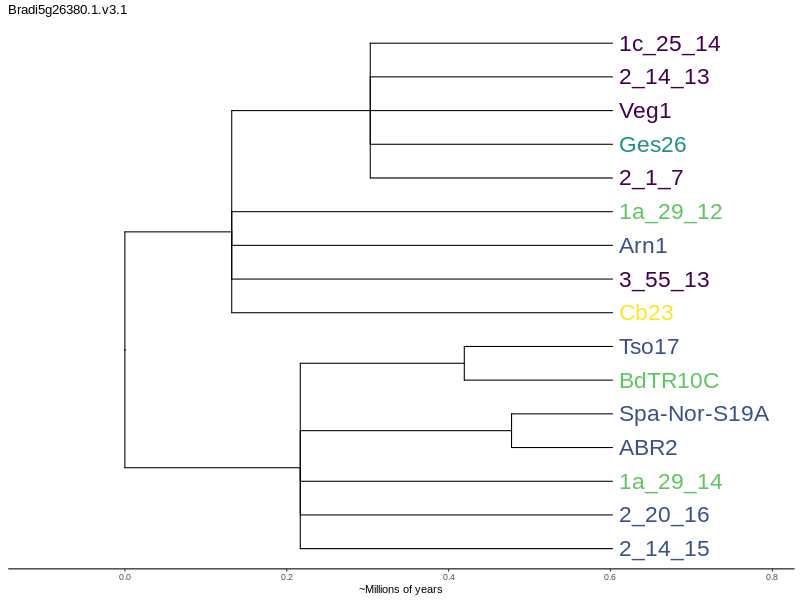 Bradi5g26380.1.v3.1
1c_25_14
2_14_13
Veg1
Ges26
2_1_7
1a_29_12
Arn1
3_55_13
Cb23
Tso17
BdTR10C
Spa-Nor-S19A
ABR2
1a_29_14
2_20_16
2_14_15
0.0 0.2 0.4 0.6 0.8
~Millions of years